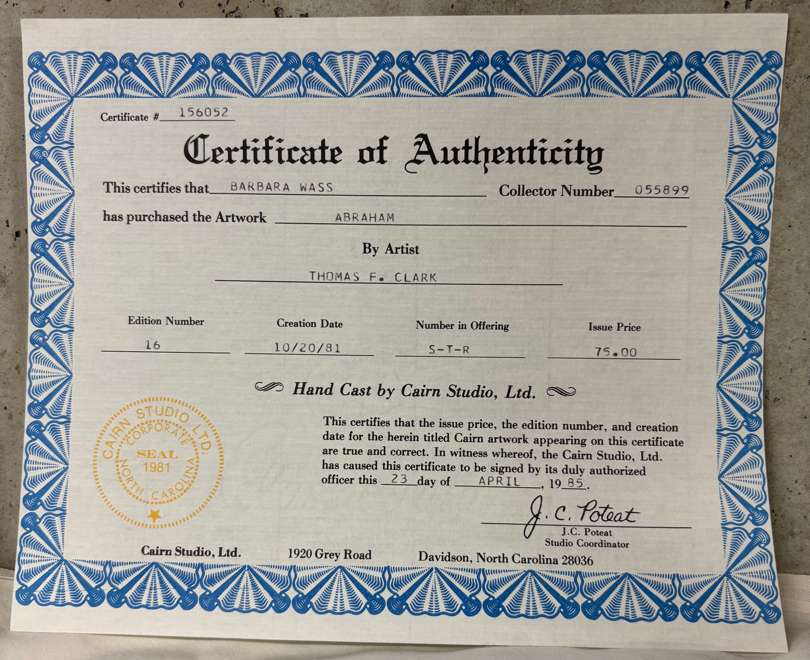 Certificate # 156052
Certificate of Authenticity
This certifies that BARBARA WASS Collector Number 055899
has purchased the Artwork ABRAHAM
By Artist
THOMAS F. CLARK
Edition Number Creation Date Number in Offering Issue Price
16 10/20/81 S-T-R 75.00
Hand Cast by Cairn Studio, Ltd.
This certifies that the issue price, the edition number, and creation
date for the herein titled Cairn artwork appearing on this certificate
are true and correct. In witness whereof, the Cairn Studio, Ltd.
has caused this certificate to be signed by its duly authorized
officer this 23 day of APRIL, 1985.
CAIRN STUDIO LTD.
CORPORATE
SEAL
1981
NORTH CAROLINA
J. C. Poteat
J.C. Poteat
Studio Coordinator
Cairn Studio, Ltd. 1920 Grey Road Davidson, North Carolina 28036